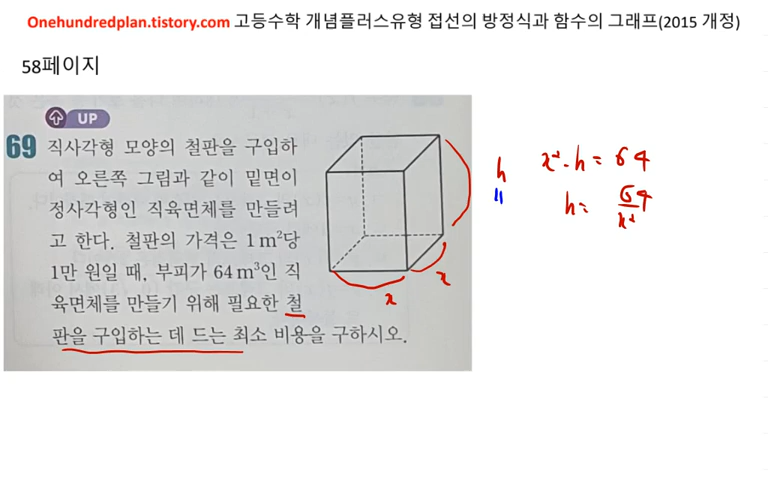 Onehundredplan.tistory.com 고등수학 개념플러스유형 접선의 방정식과 함수의 그래프(2015 개정)
58페이지
UP
69 직사각형 모양의 철판을 구입하
여 오른쪽 그림과 같이 밑면이
정사각형인 직육면체를 만들려
고 한다. 철판의 가격은 1 m²당
1만 원일 때, 부피가 64 m³인 직
육면체를 만들기 위해 필요한 철
판을 구입하는 데 드는 최소 비용을 구하시오.
x
x
h
x²·h = 64
h = 64/x²